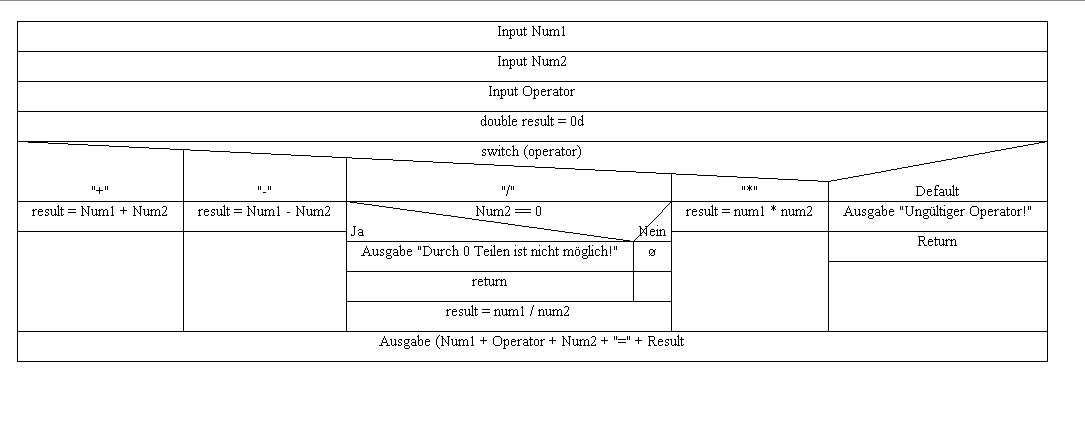 Input Num1
Input Num2
Input Operator
double result = 0d
switch (operator)
"+"
"-"
"/"
"*"
Default
result = Num1 + Num2
result = Num1 - Num2
Num2 == 0
result = num1 * num2
Ausgabe "Ungültiger Operator!"
Ja
Nein
Return
Ausgabe "Durch 0 Teilen ist nicht möglich!"
ø
return
result = num1 / num2
Ausgabe (Num1 + Operator + Num2 + "=" + Result